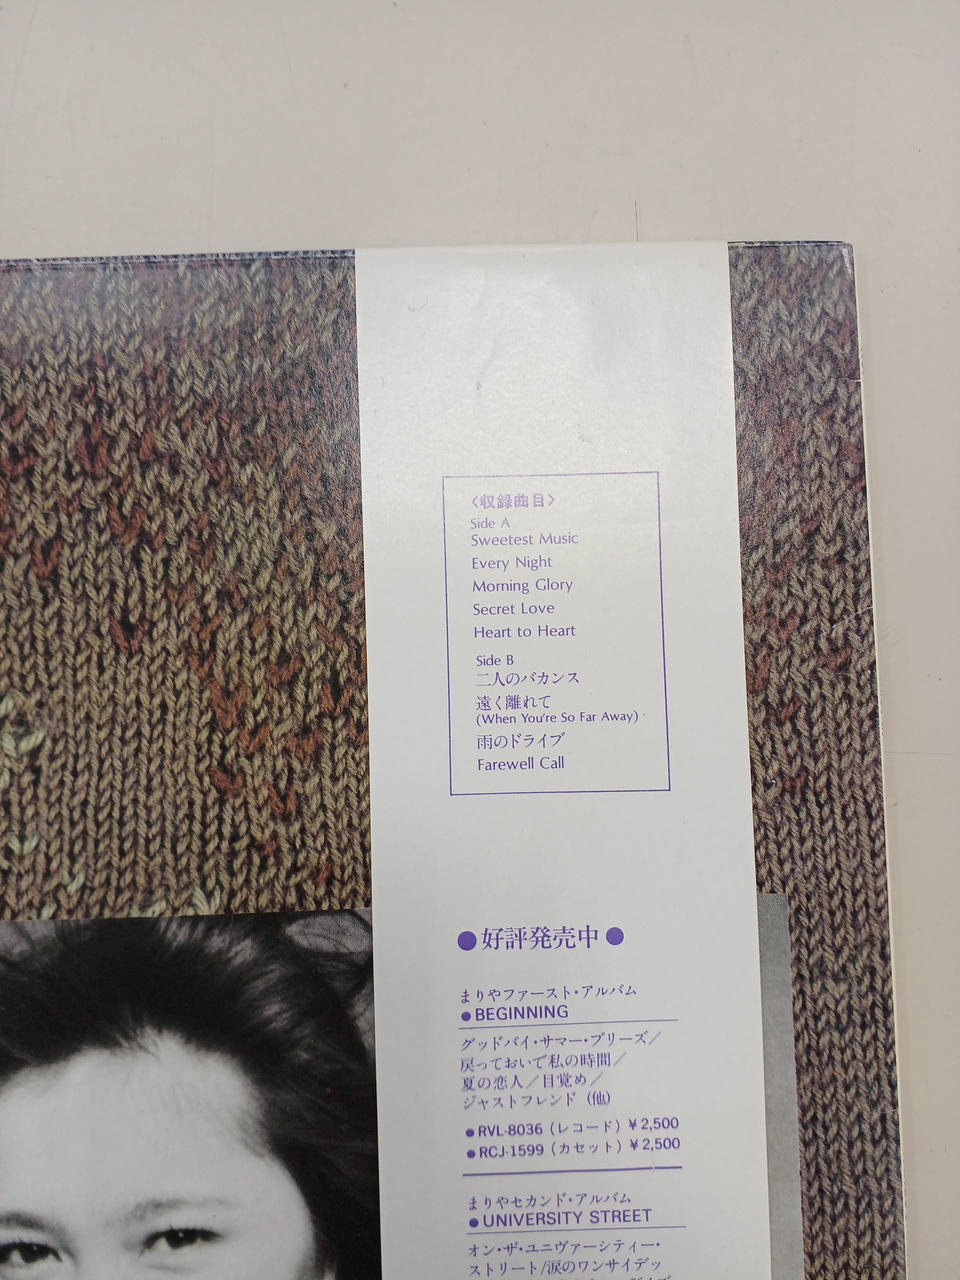 〈収録曲目〉
Side A
Sweetest Music
Every Night
Morning Glory
Secret Love
Heart to Heart
Side B
二人のバカンス
遠く離れて
(When You're So Far Away)
雨のドライブ
Farewell Call
●好評発売中●
まりやファースト・アルバム
●BEGINNING
グッドバイ・サマー・ブリーズ／
戻っておいで私の時間／
夏の恋人／目覚め／
ジャストフレンド (他)
●RVL-8036（レコード）￥2,500
●RCJ-1599（カセット）￥2,500
まりやセカンド・アルバム
●UNIVERSITY STREET
オン・ザ・ユニヴァーシティー・
ストリート/涙のワンサイデッ